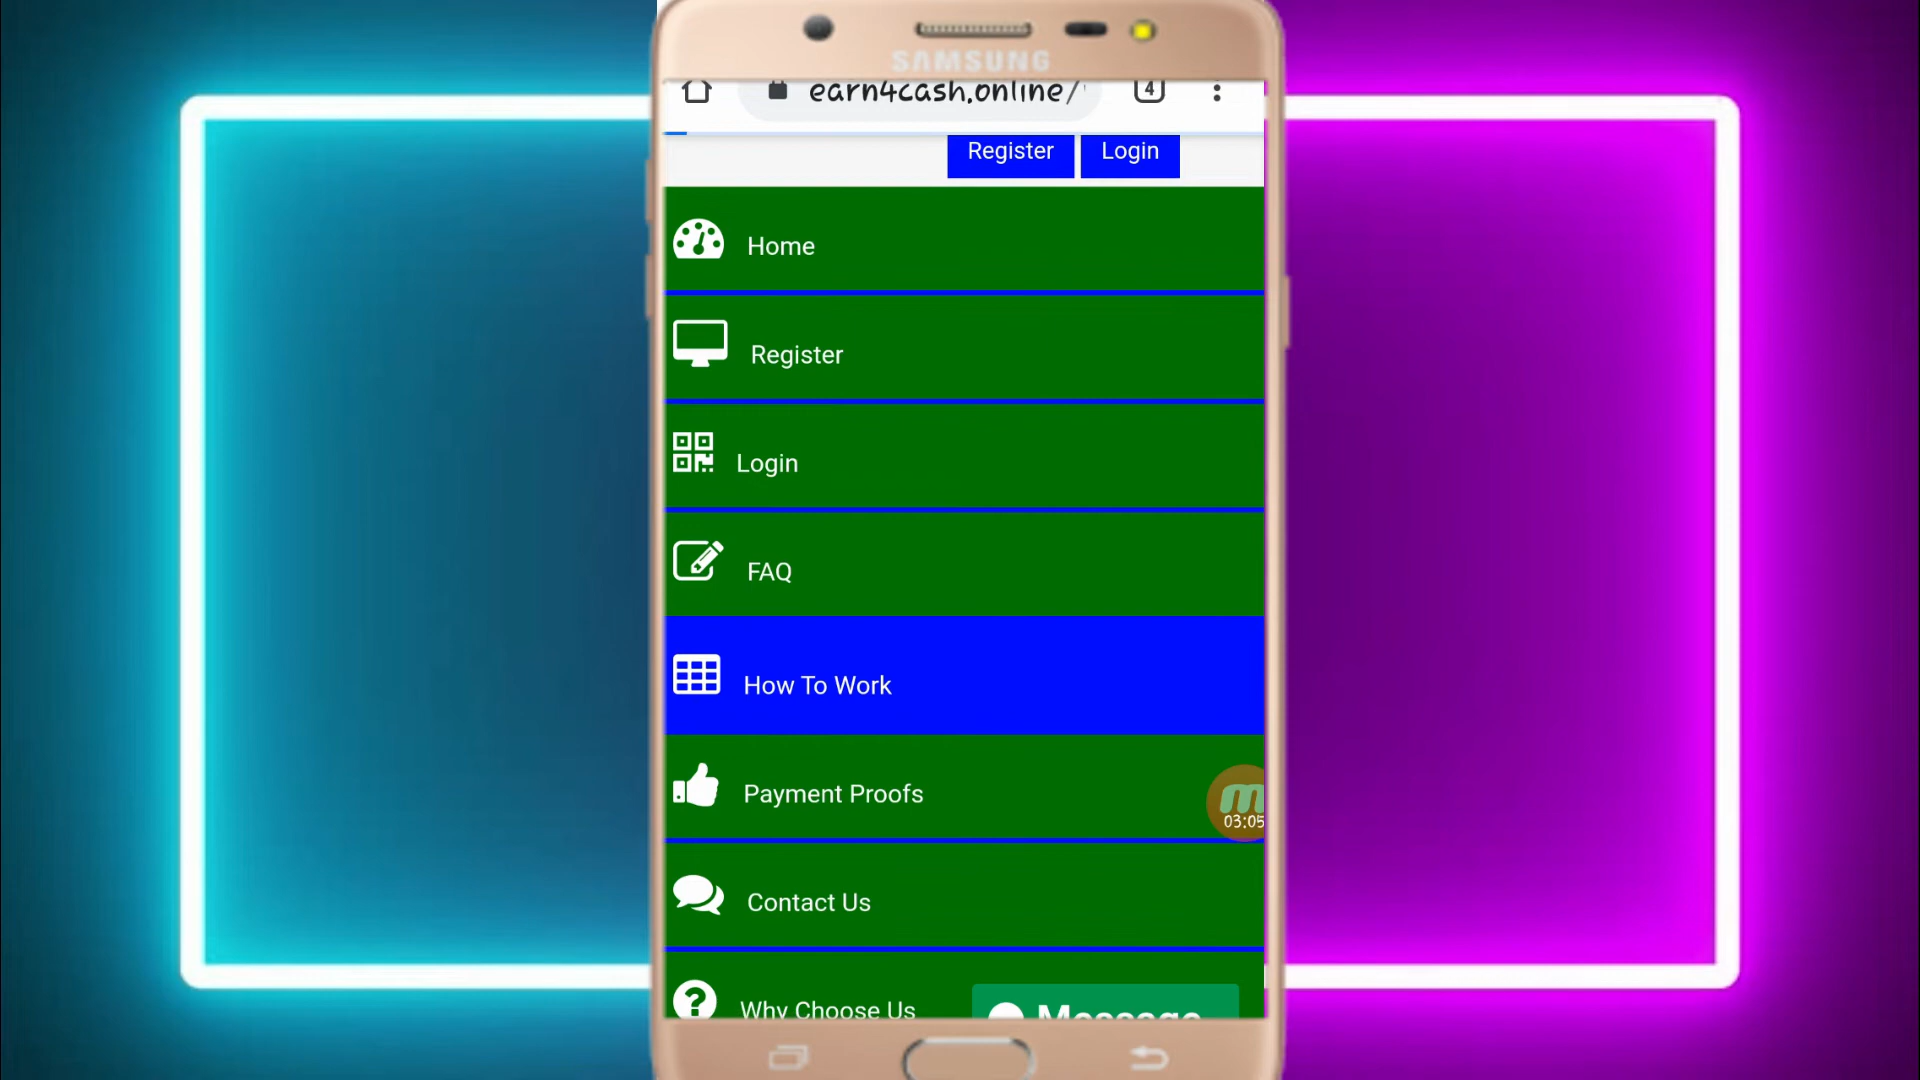 SAMSUNG
earn4cash.online/
4
Register Login
Home
Register
Login
FAQ
How To Work
Payment Proofs
03:05
Contact Us
Why Choose Us
Message